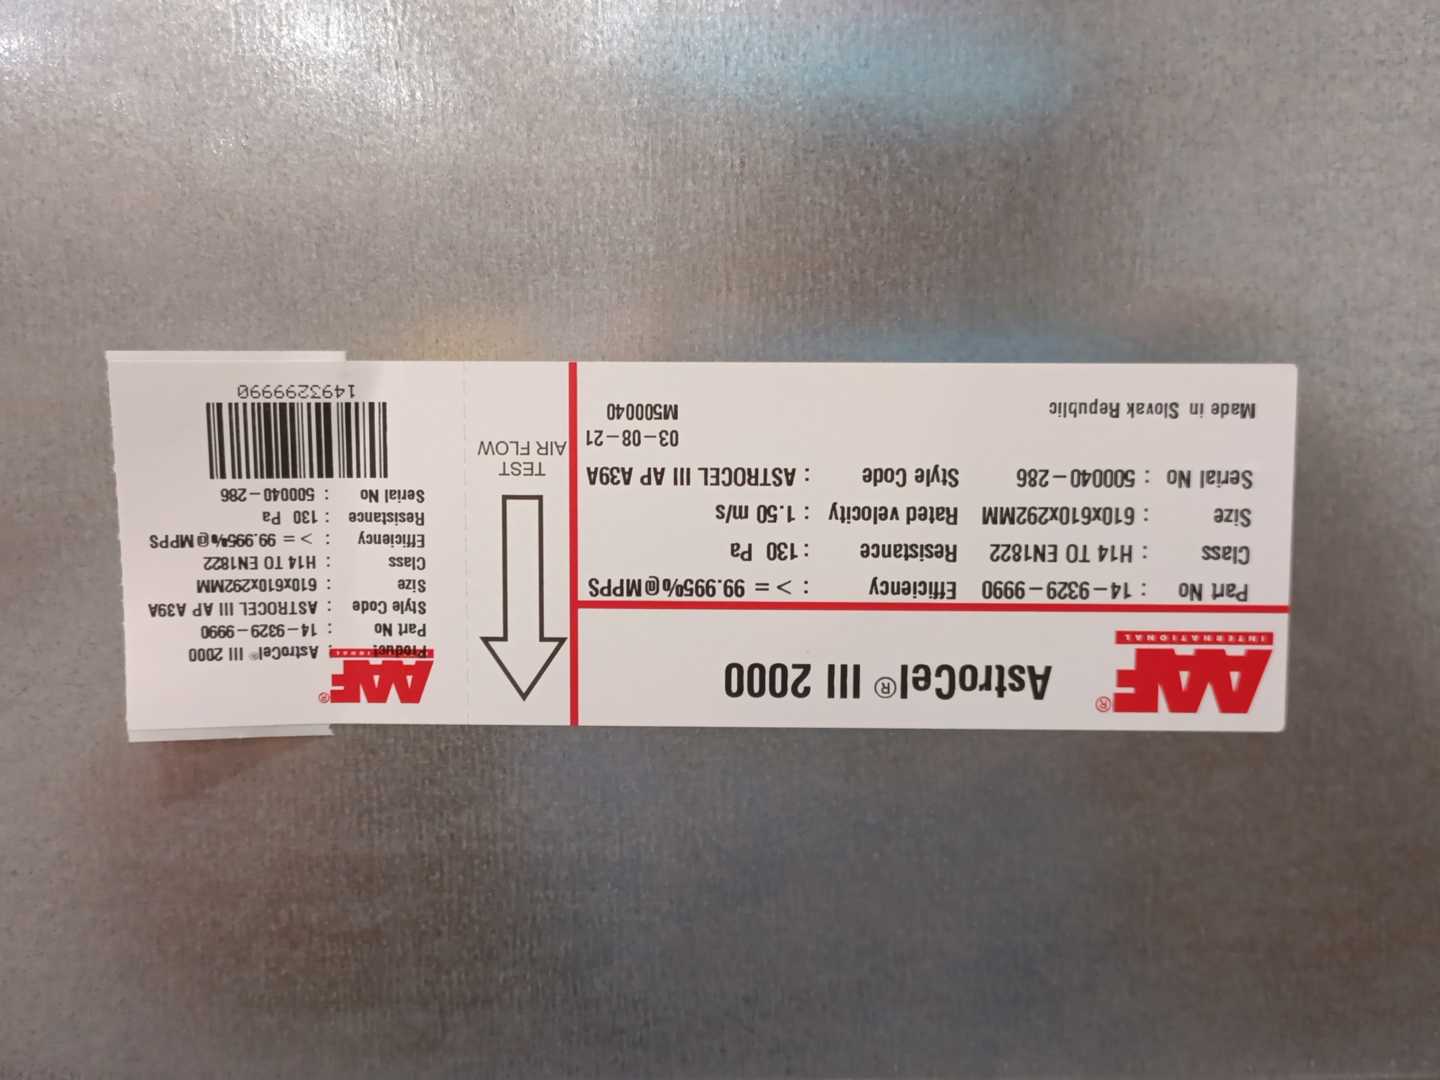 AAF®
INTERNATIONAL
AstroCel® III 2000
Part No : 14-9329-9990 Efficiency : >= 99.995%@MPPS
Class : H14 TO EN1822 Resistance : 130 Pa
Size : 610x610x292MM Rated velocity : 1.50 m/s
Serial No : 500040-286 Style Code : ASTROCEL III AP A39A
03-08-21
Made in Slovak Republic M500040
TEST
AIR FLOW
AAF®
Product : AstroCel® III 2000
Part No : 14-9329-9990
Style Code : ASTROCEL III AP A39A
Size : 610x610x292MM
Class : H14 TO EN1822
Efficiency : >= 99.995%@MPPS
Resistance : 130 Pa
Serial No : 500040-286
1493299990